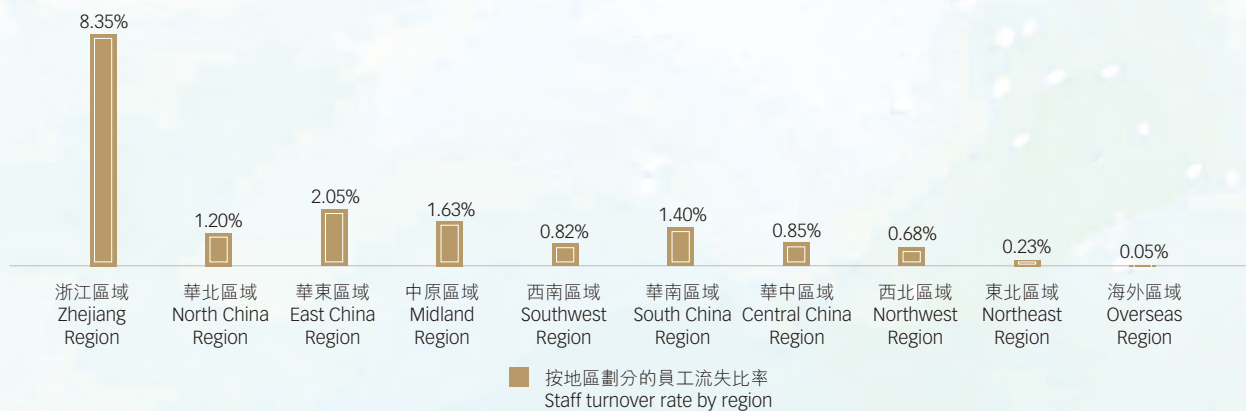 8.35%
1.20%
2.05%
1.63%
0.82%
1.40%
0.85%
0.68%
0.23%
0.05%
浙江區域
Zhejiang
Region
華北區域
North China
Region
華東區域
East China
Region
中原區域
Midland
Region
西南區域
Southwest
Region
華南區域
South China
Region
華中區域
Central China
Region
西北區域
Northwest
Region
東北區域
Northeast
Region
海外區域
Overseas
Region
按地區劃分的員工流失比率
Staff turnover rate by region